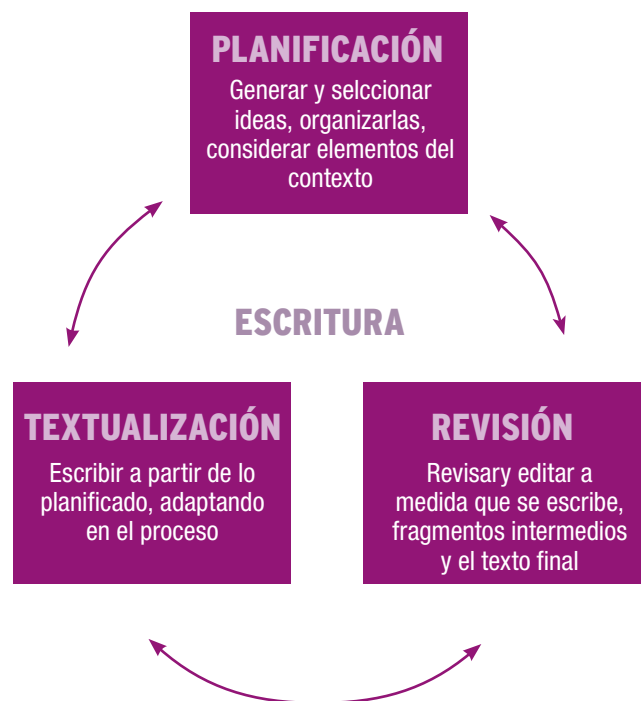 PLANIFICACIÓN
Generar y selccionar
ideas, organizarlas,
considerar elementos del
contexto
ESCRITURA
TEXTUALIZACIÓN
Escribir a partir de lo
planificado, adaptando
en el proceso
REVISIÓN
Revisary editar a
medida que se escribe,
fragmentos intermedios
y el texto final